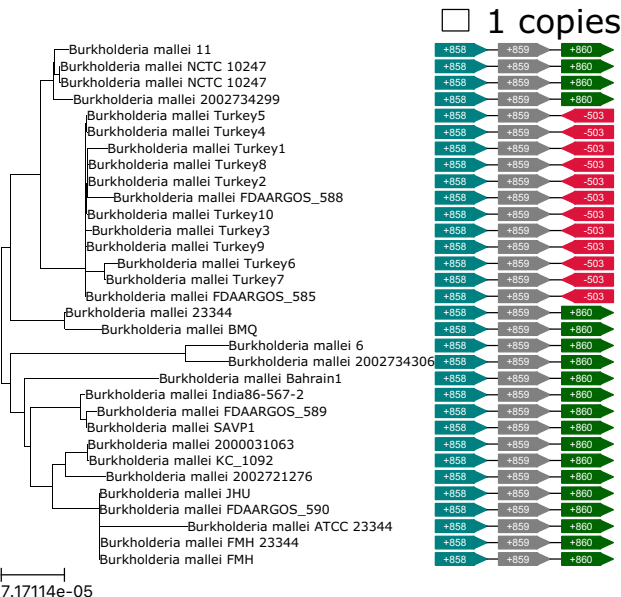 1 copies
Burkholderia mallei 11 +858 +859 +860
Burkholderia mallei NCTC 10247 +858 +859 +860
Burkholderia mallei NCTC 10247 +858 +859 +860
Burkholderia mallei 2002734299 +858 +859 +860
Burkholderia mallei Turkey5 +858 +859 -503
Burkholderia mallei Turkey4 +858 +859 -503
Burkholderia mallei Turkey1 +858 +859 -503
Burkholderia mallei Turkey8 +858 +859 -503
Burkholderia mallei Turkey2 +858 +859 -503
Burkholderia mallei FDAARGOS_588 +858 +859 -503
Burkholderia mallei Turkey10 +858 +859 -503
Burkholderia mallei Turkey3 +858 +859 -503
Burkholderia mallei Turkey9 +858 +859 -503
Burkholderia mallei Turkey6 +858 +859 -503
Burkholderia mallei Turkey7 +858 +859 -503
Burkholderia mallei FDAARGOS_585 +858 +859 -503
Burkholderia mallei 23344 +858 +859 +860
Burkholderia mallei BMQ +858 +859 +860
Burkholderia mallei 6 +858 +859 +860
Burkholderia mallei 2002734306 +858 +859 +860
Burkholderia mallei Bahrain1 +858 +859 +860
Burkholderia mallei India86-567-2 +858 +859 +860
Burkholderia mallei FDAARGOS_589 +858 +859 +860
Burkholderia mallei SAVP1 +858 +859 +860
Burkholderia mallei 2000031063 +858 +859 +860
Burkholderia mallei KC_1092 +858 +859 +860
Burkholderia mallei 2002721276 +858 +859 +860
Burkholderia mallei JHU +858 +859 +860
Burkholderia mallei FDAARGOS_590 +858 +859 +860
Burkholderia mallei ATCC 23344 +858 +859 +860
Burkholderia mallei FMH 23344 +858 +859 +860
Burkholderia mallei FMH +858 +859 +860
7.17114e-05